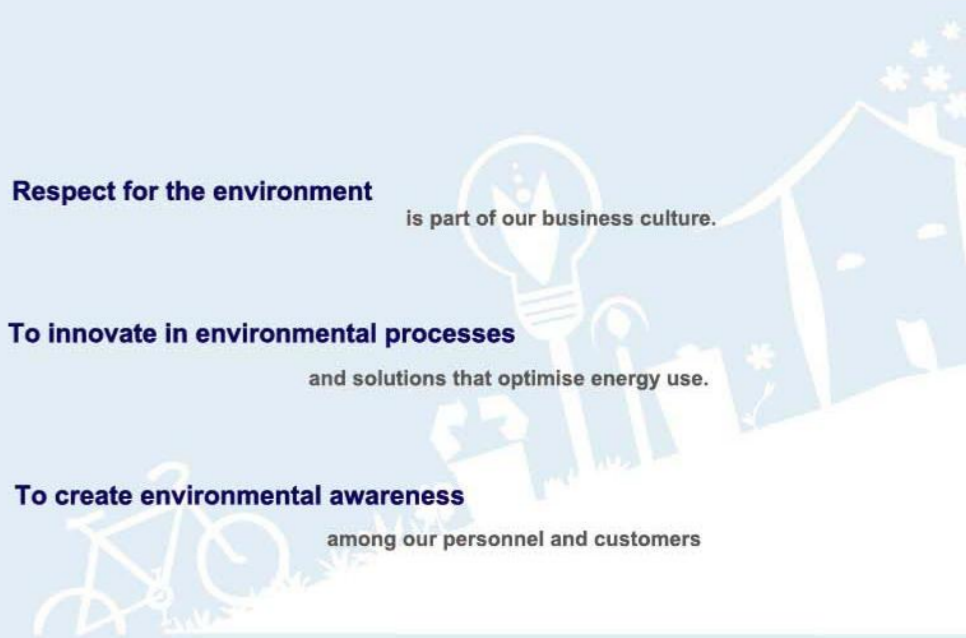 Respect for the environment
is part of our business culture.
To innovate in environmental processes
and solutions that optimise energy use.
To create environmental awareness
among our personnel and customers